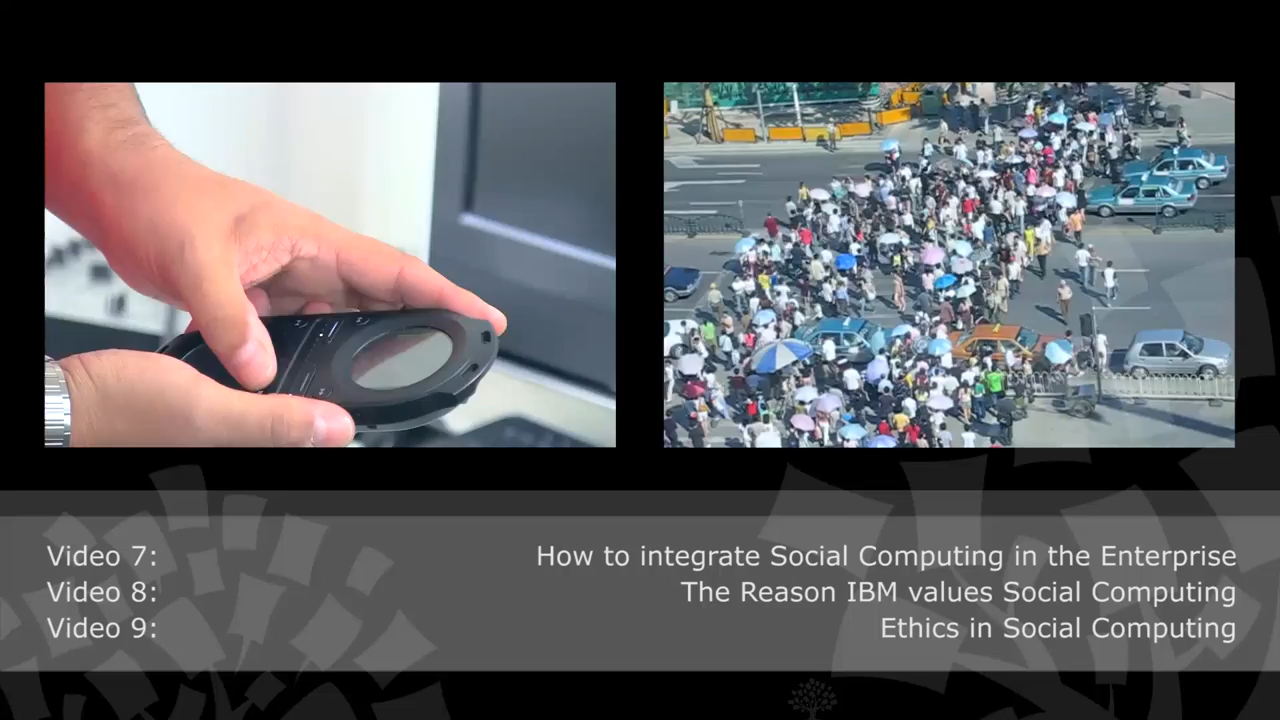 Video 7: How to integrate Social Computing in the Enterprise
Video 8: The Reason IBM values Social Computing
Video 9: Ethics in Social Computing